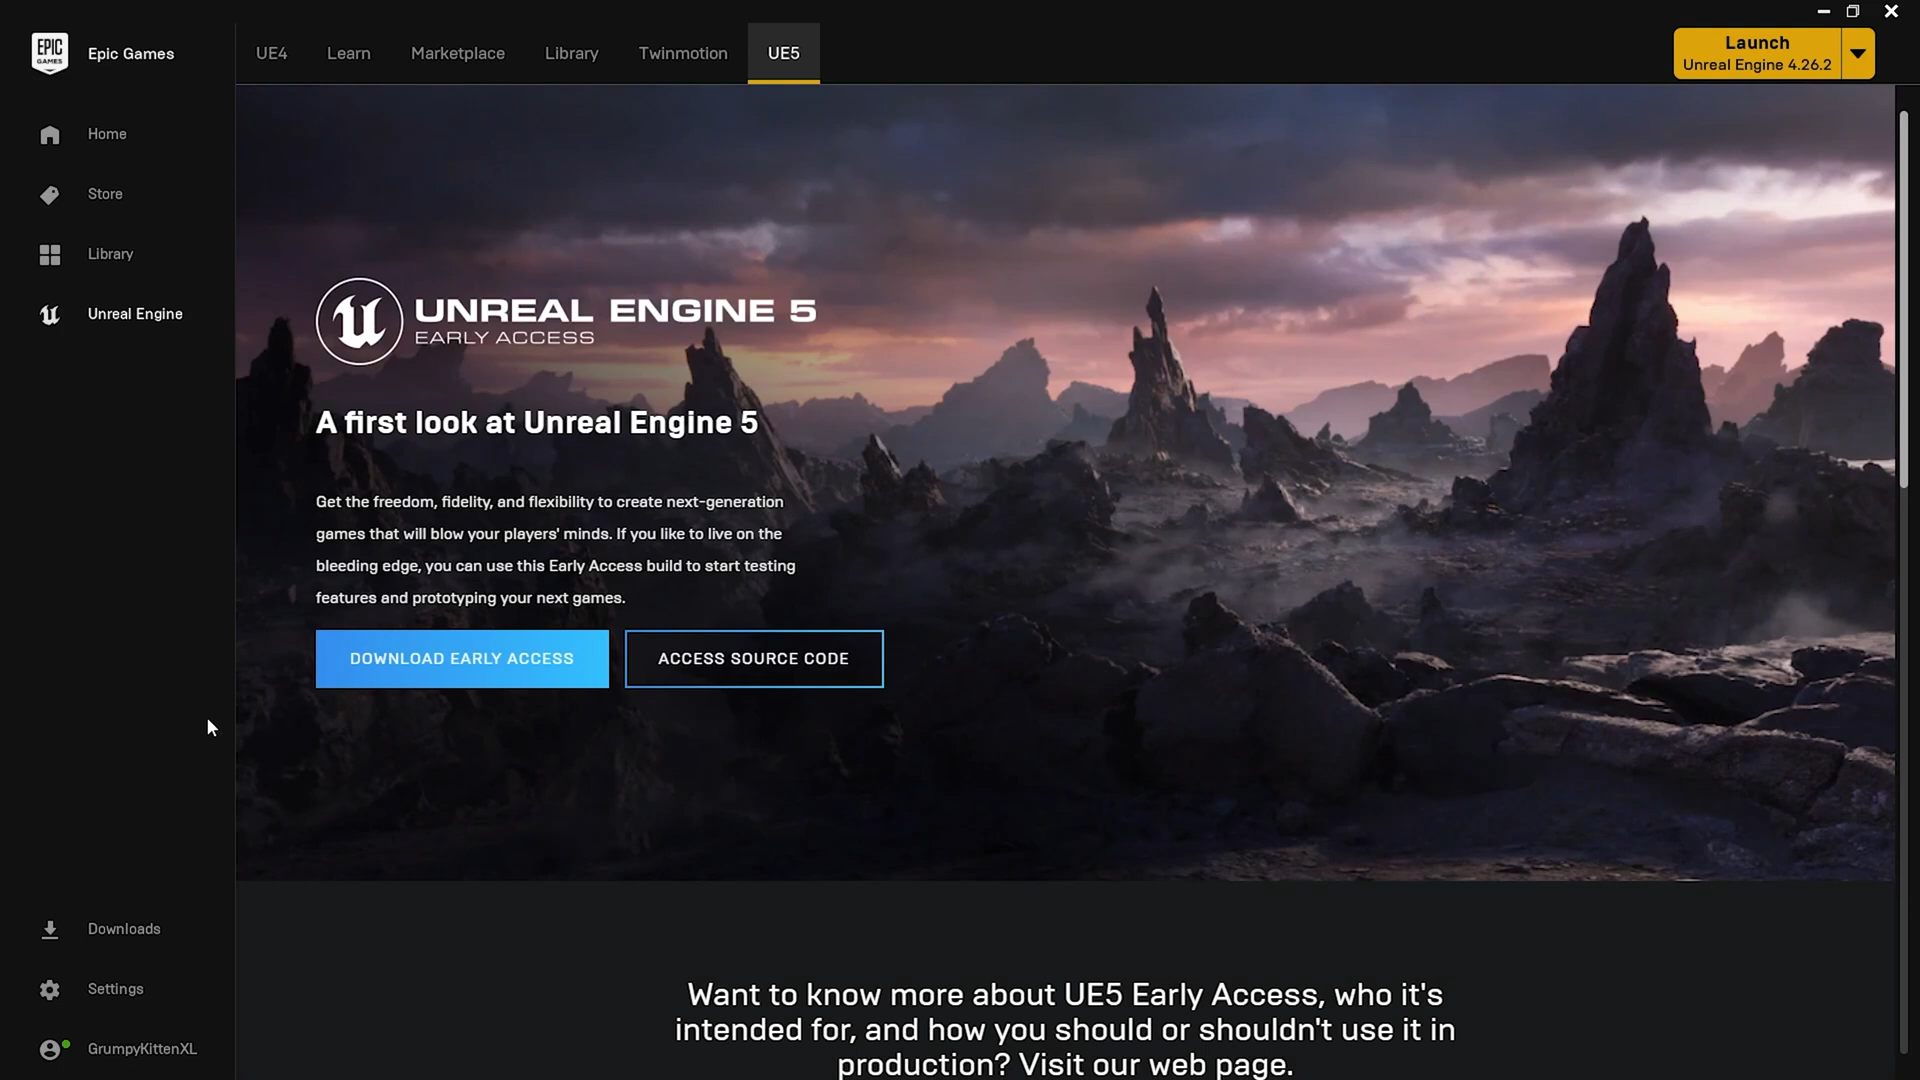 EPIC
GAMES
Epic Games
UE4
Learn
Marketplace
Library
Twinmotion
UE5
Launch
Unreal Engine 4.26.2
Home
Store
Library
Unreal Engine
UNREAL ENGINE 5
EARLY ACCESS
A first look at Unreal Engine 5
Get the freedom, fidelity, and flexibility to create next-generation
games that will blow your players' minds. If you like to live on the
bleeding edge, you can use this Early Access build to start testing
features and prototyping your next games.
DOWNLOAD EARLY ACCESS
ACCESS SOURCE CODE
Downloads
Settings
GrumpyKittenXL
Want to know more about UE5 Early Access, who it's
intended for, and how you should or shouldn't use it in
production? Visit our web page.